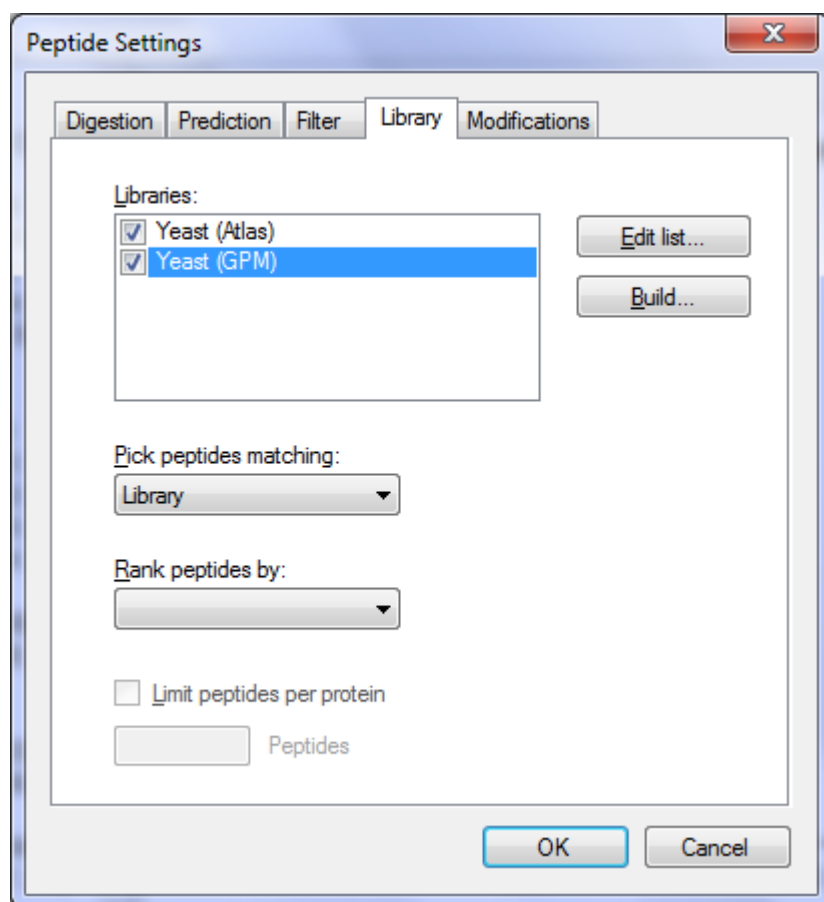 Peptide Settings
Digestion Prediction Filter Library Modifications
Libraries:
Yeast (Atlas)
Yeast (GPM)
Edit list...
Build...
Pick peptides matching:
Library
Rank peptides by:
Limit peptides per protein
Peptides
OK Cancel